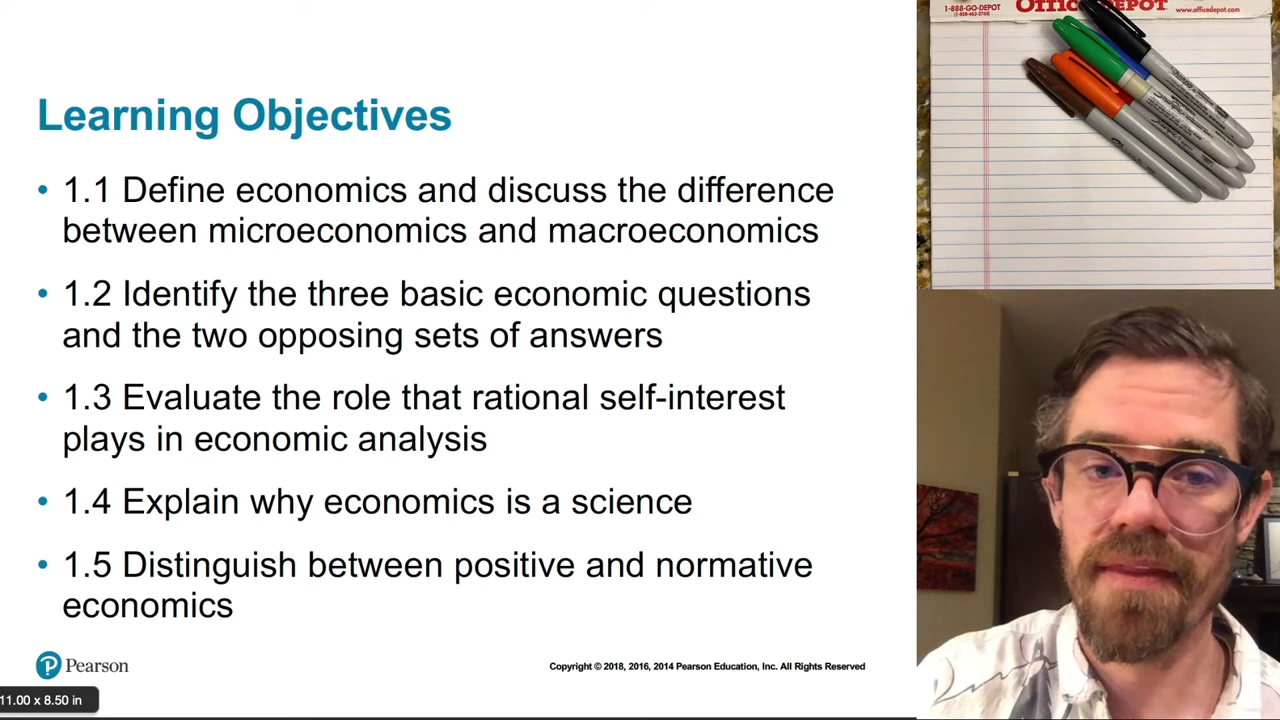 Learning Objectives
• 1.1 Define economics and discuss the difference
between microeconomics and macroeconomics
• 1.2 Identify the three basic economic questions
and the two opposing sets of answers
• 1.3 Evaluate the role that rational self-interest
plays in economic analysis
• 1.4 Explain why economics is a science
• 1.5 Distinguish between positive and normative
economics
Pearson
Copyright © 2018, 2016, 2014 Pearson Education, Inc. All Rights Reserved
11.00 x 8.50 in
1-888-GO-DEPOT
(1-888-463-3768)
www.officedepot.com